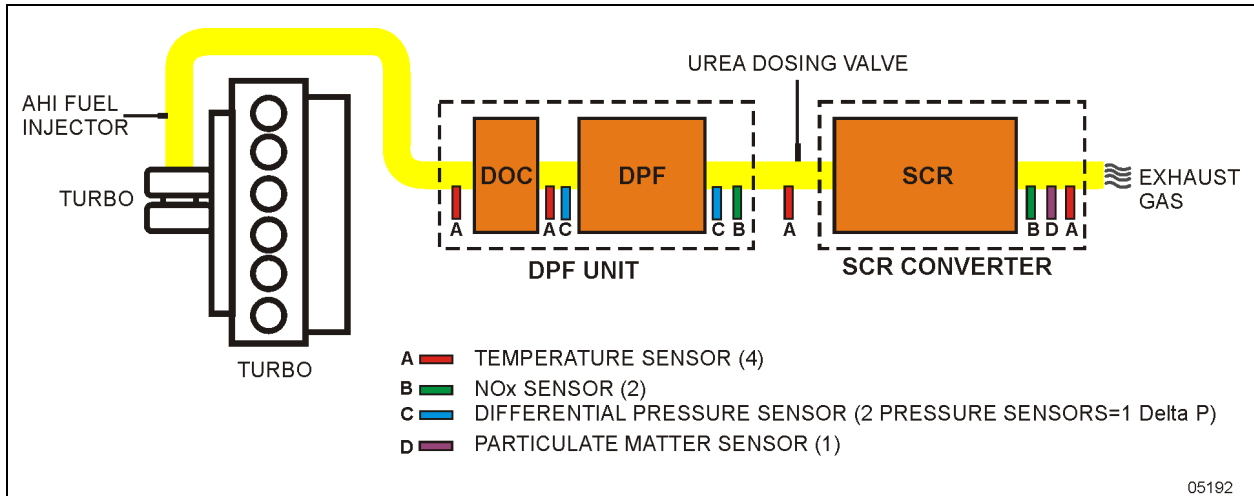 UREA DOSING VALVE
AHI FUEL
INJECTOR
TURBO
DOC
DPF
SCR
EXHAUST
GAS
A
A
C
C
B
A
B
D
A
DPF UNIT
SCR CONVERTER
TURBO
A TEMPERATURE SENSOR (4)
B NOx SENSOR (2)
C DIFFERENTIAL PRESSURE SENSOR (2 PRESSURE SENSORS=1 Delta P)
D PARTICULATE MATTER SENSOR (1)
05192